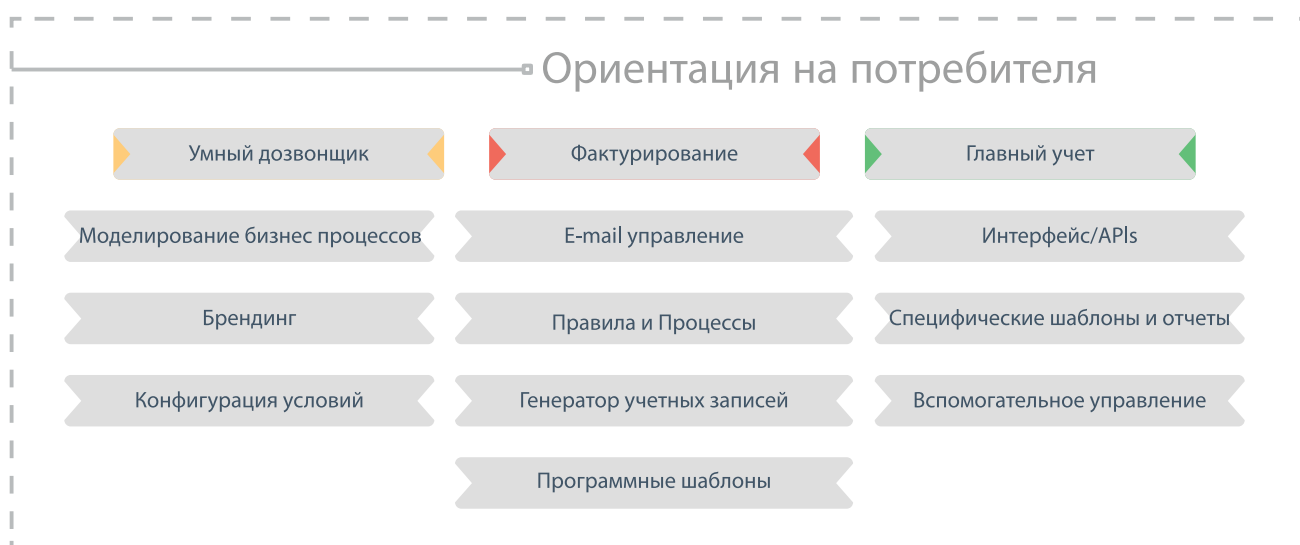 Ориентация на потребителя
Умный дозвонщик
Фактурирование
Главный учет
Моделирование бизнес процессов
E-mail управление
Интерфейс/APls
Брендинг
Правила и Процессы
Специфические шаблоны и отчеты
Конфигурация условий
Генератор учетных записей
Вспомогательное управление
Программные шаблоны